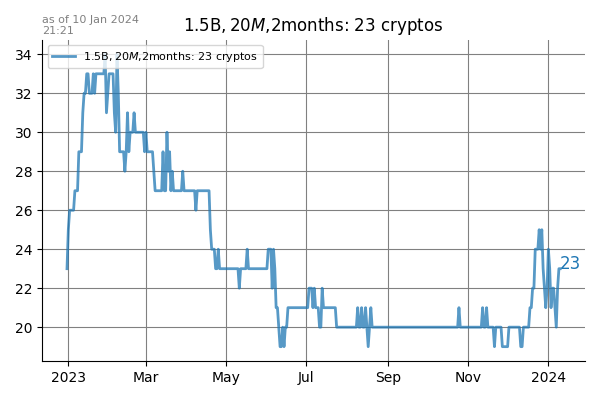 as of 10 Jan 2024
21:21
1.5B, 20M,2months: 23 cryptos
1.5B, 20M,2months: 23 cryptos
34
32
30
28
26
24
22
20
23
2023
Mar
May
Jul
Sep
Nov
2024